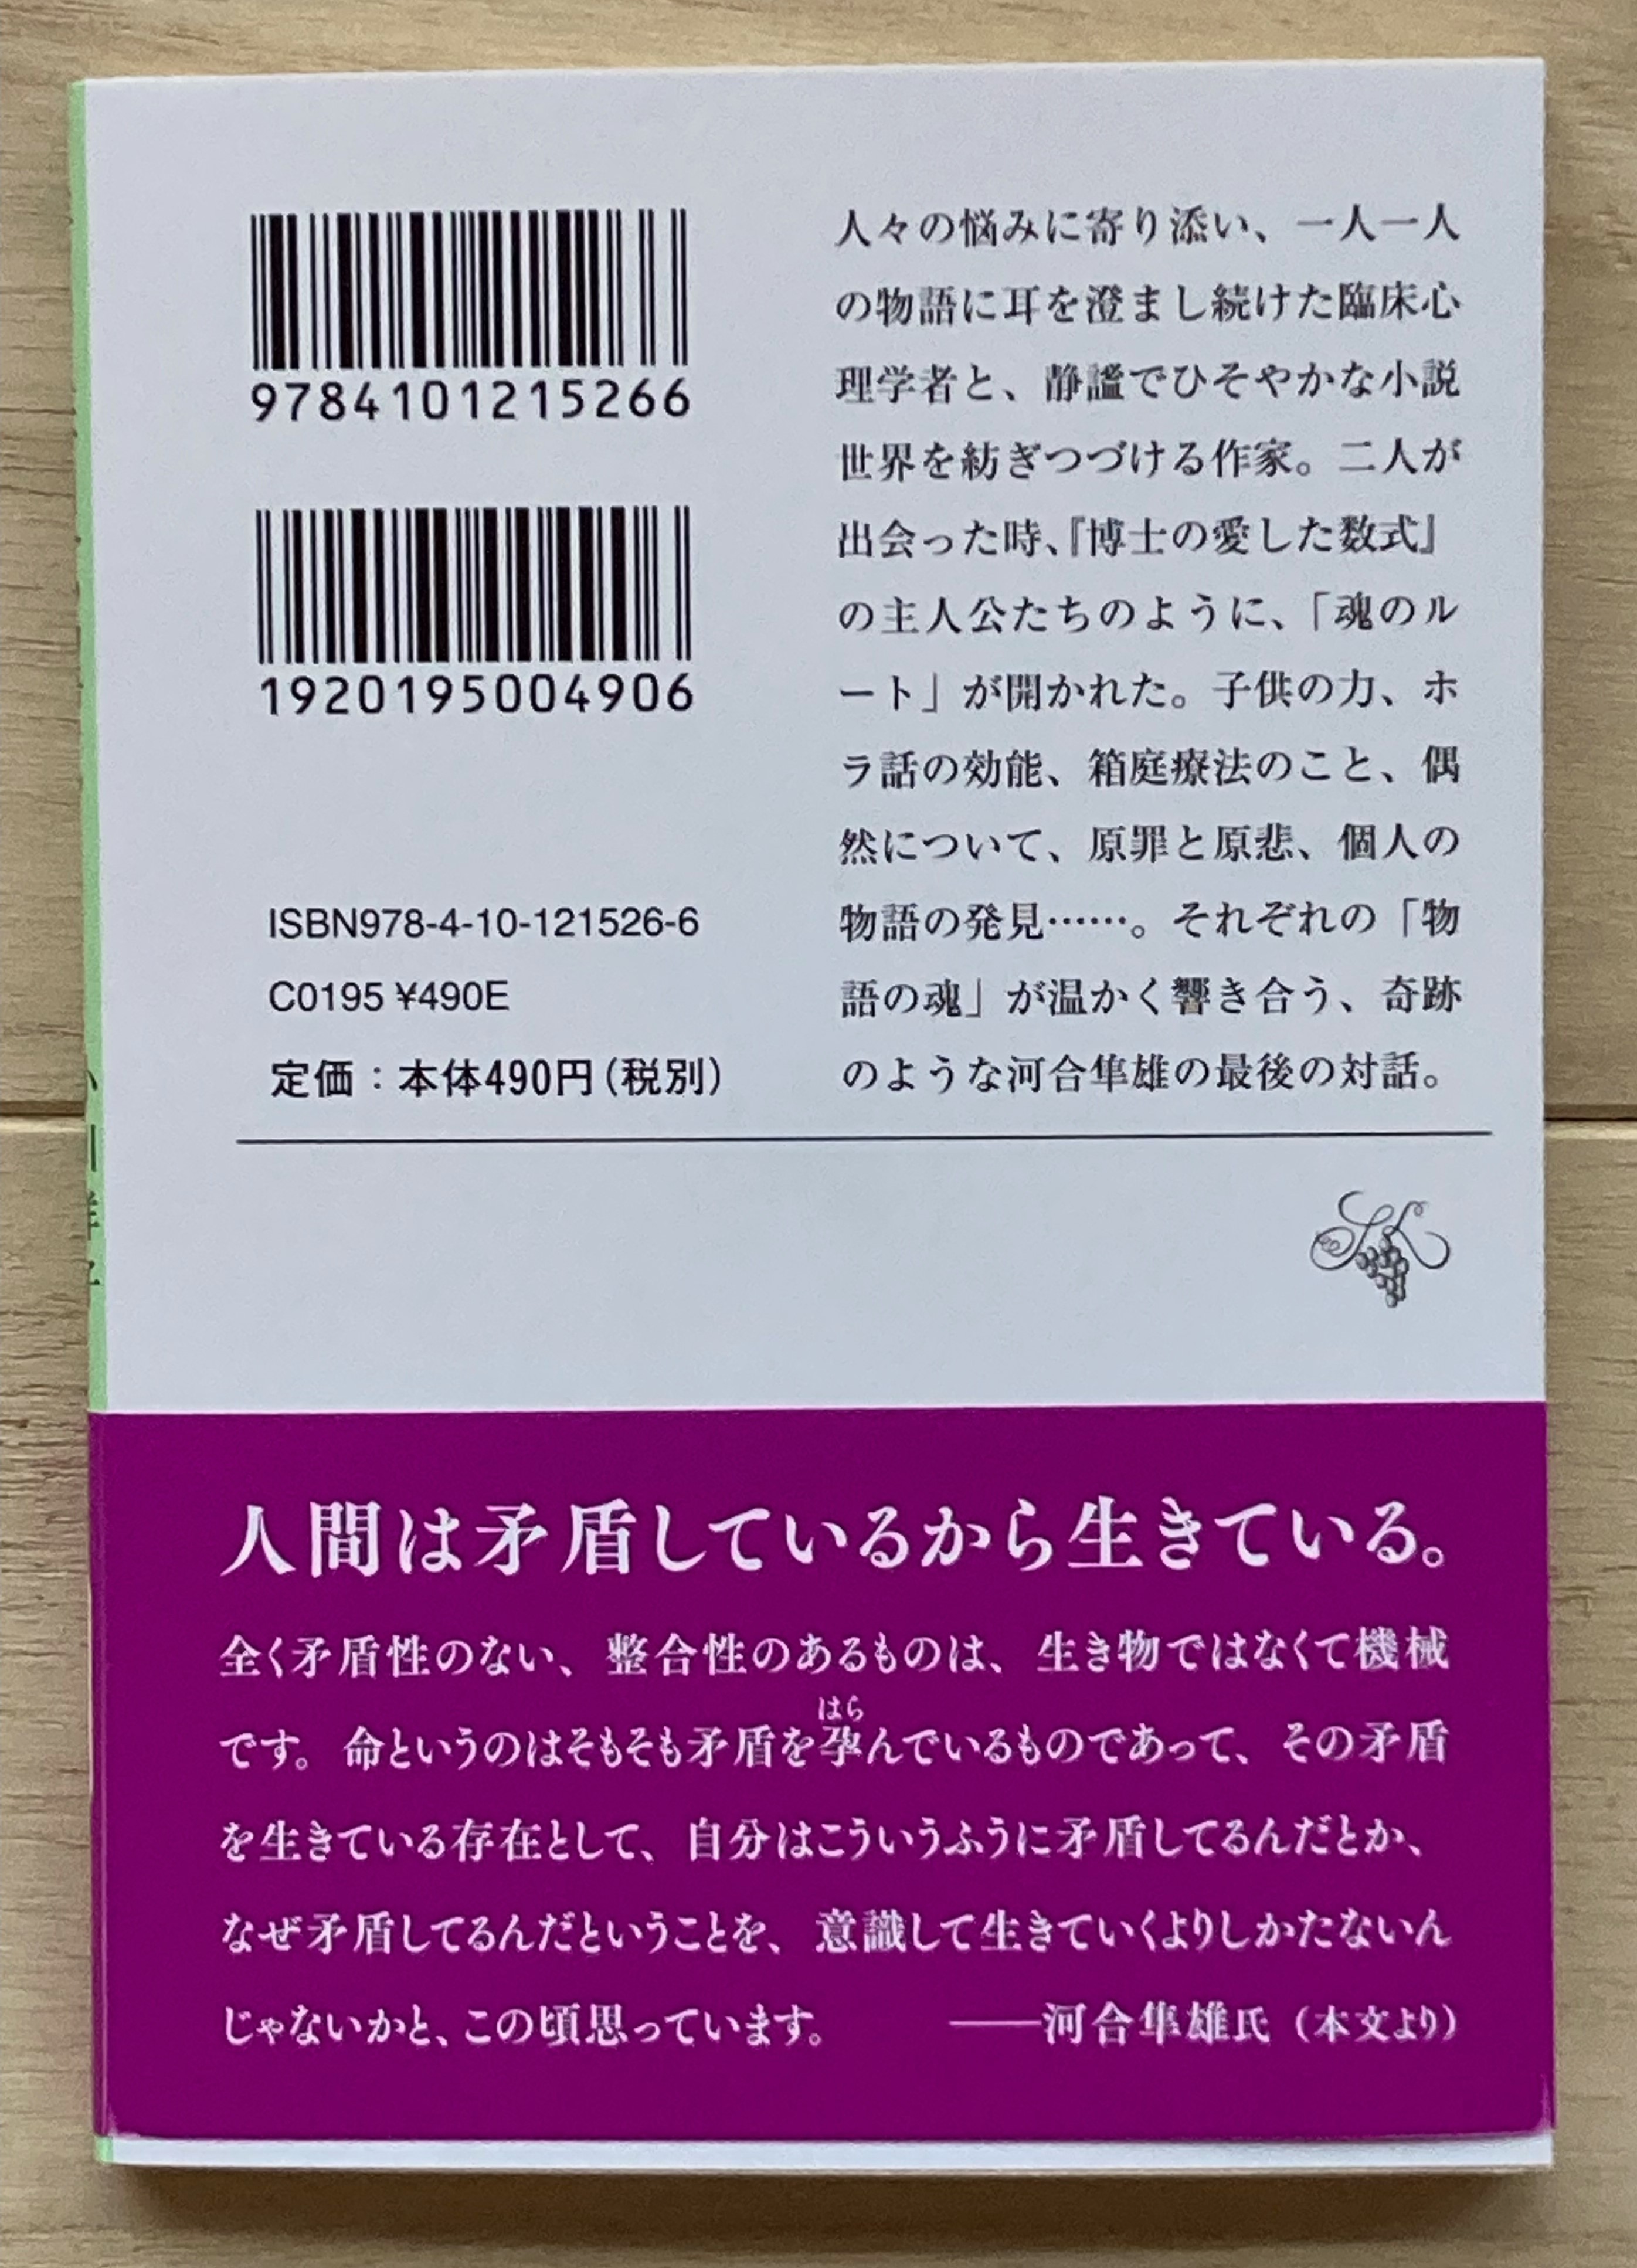 9784101215266
1920195004906
ISBN978-4-10-121526-6
C0195 ¥490E
定価：本体490円（税別）
人々の悩みに寄り添い、一人一人
の物語に耳を澄まし続けた臨床心
理学者と、静謐でひそやかな小説
世界を紡ぎつづける作家。二人が
出会った時、『博士の愛した数式』
の主人公たちのように、「魂のル
ート」が開かれた。子供の力、ホ
ラ話の効能、箱庭療法のこと、偶
然について、原罪と原悲、個人の
物語の発見……。それぞれの「物
語の魂」が温かく響き合う、奇跡
のような河合隼雄の最後の対話。
人間は矛盾しているから生きている。
全く矛盾性のない、整合性のあるものは、生き物ではなくて機械
はら
です。命というのはそもそも矛盾を孕んでいるものであって、その矛盾
を生きている存在として、自分はこういうふうに矛盾してるんだとか、
なぜ矛盾してるんだということを、意識して生きていくよりしかたないん
じゃないかと、この頃思っています。　——河合隼雄氏（本文より）